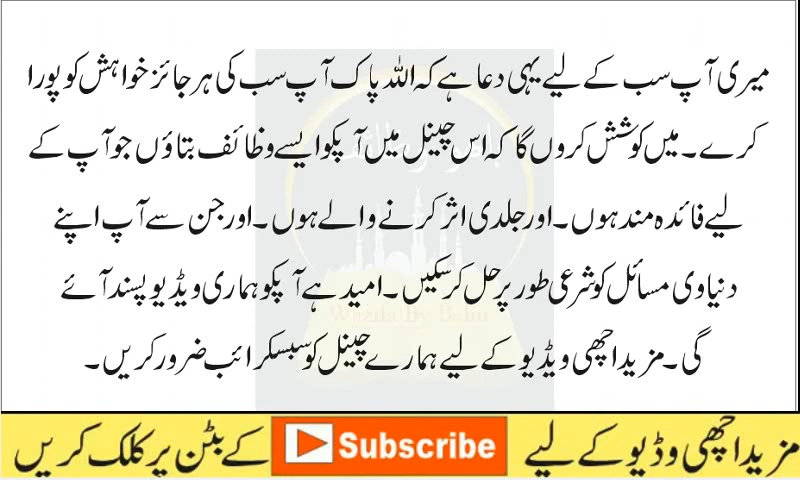 میری آپ سب کے لیے یہی دعا ہے کہ اللہ پاک آپ سب کی ہر جائز خواہش کو پورا
کرے۔ میں کوشش کروں گا کہ اس چینل میں آپکو ایسے وظائف بتاؤں جو آپ کے
لیے فائدہ مند ہوں۔ اور جلدی اثر کرنے والے ہوں۔ اور جن سے آپ اپنے
دنیاوی مسائل کو شرعی طور پر حل کر سکیں۔ امید ہے آپکو ہماری ویڈیو پسند آئے
گی۔ مزید اچھی ویڈیو کے لیے ہمارے چینل کو سبسکرائب ضرور کریں۔
مزید اچھی وڈیو کے لیے Subscribe کے بٹن پر کلک کریں